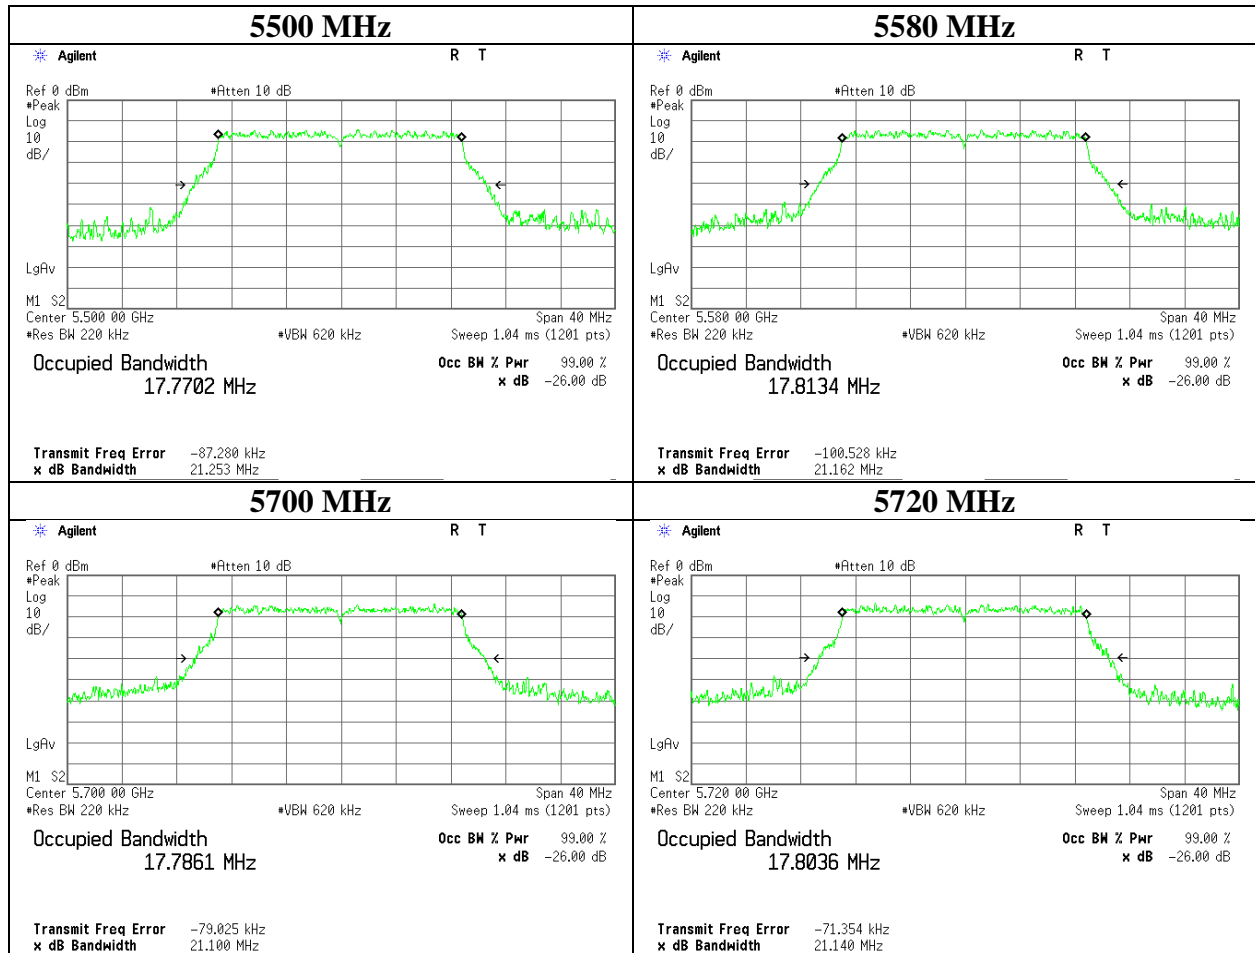 5500 MHz
Agilent
R T
Ref 0 dBm #Atten 10 dB
#Peak
Log
10
dB/
LgAv
M1 S2
Center 5.500 00 GHz Span 40 MHz
#Res BW 220 kHz #VBW 620 kHz Sweep 1.04 ms (1201 pts)
Occupied Bandwidth Occ BW % Pwr 99.00 %
17.7702 MHz x dB -26.00 dB
Transmit Freq Error -87.280 kHz
x dB Bandwidth 21.253 MHz
5580 MHz
Agilent
R T
Ref 0 dBm #Atten 10 dB
#Peak
Log
10
dB/
LgAv
M1 S2
Center 5.580 00 GHz Span 40 MHz
#Res BW 220 kHz #VBW 620 kHz Sweep 1.04 ms (1201 pts)
Occupied Bandwidth Occ BW % Pwr 99.00 %
17.8134 MHz x dB -26.00 dB
Transmit Freq Error -100.528 kHz
x dB Bandwidth 21.162 MHz
5700 MHz
Agilent
R T
Ref 0 dBm #Atten 10 dB
#Peak
Log
10
dB/
LgAv
M1 S2
Center 5.700 00 GHz Span 40 MHz
#Res BW 220 kHz #VBW 620 kHz Sweep 1.04 ms (1201 pts)
Occupied Bandwidth Occ BW % Pwr 99.00 %
17.7861 MHz x dB -26.00 dB
Transmit Freq Error -79.025 kHz
x dB Bandwidth 21.100 MHz
5720 MHz
Agilent
R T
Ref 0 dBm #Atten 10 dB
#Peak
Log
10
dB/
LgAv
M1 S2
Center 5.720 00 GHz Span 40 MHz
#Res BW 220 kHz #VBW 620 kHz Sweep 1.04 ms (1201 pts)
Occupied Bandwidth Occ BW % Pwr 99.00 %
17.8036 MHz x dB -26.00 dB
Transmit Freq Error -71.354 kHz
x dB Bandwidth 21.140 MHz